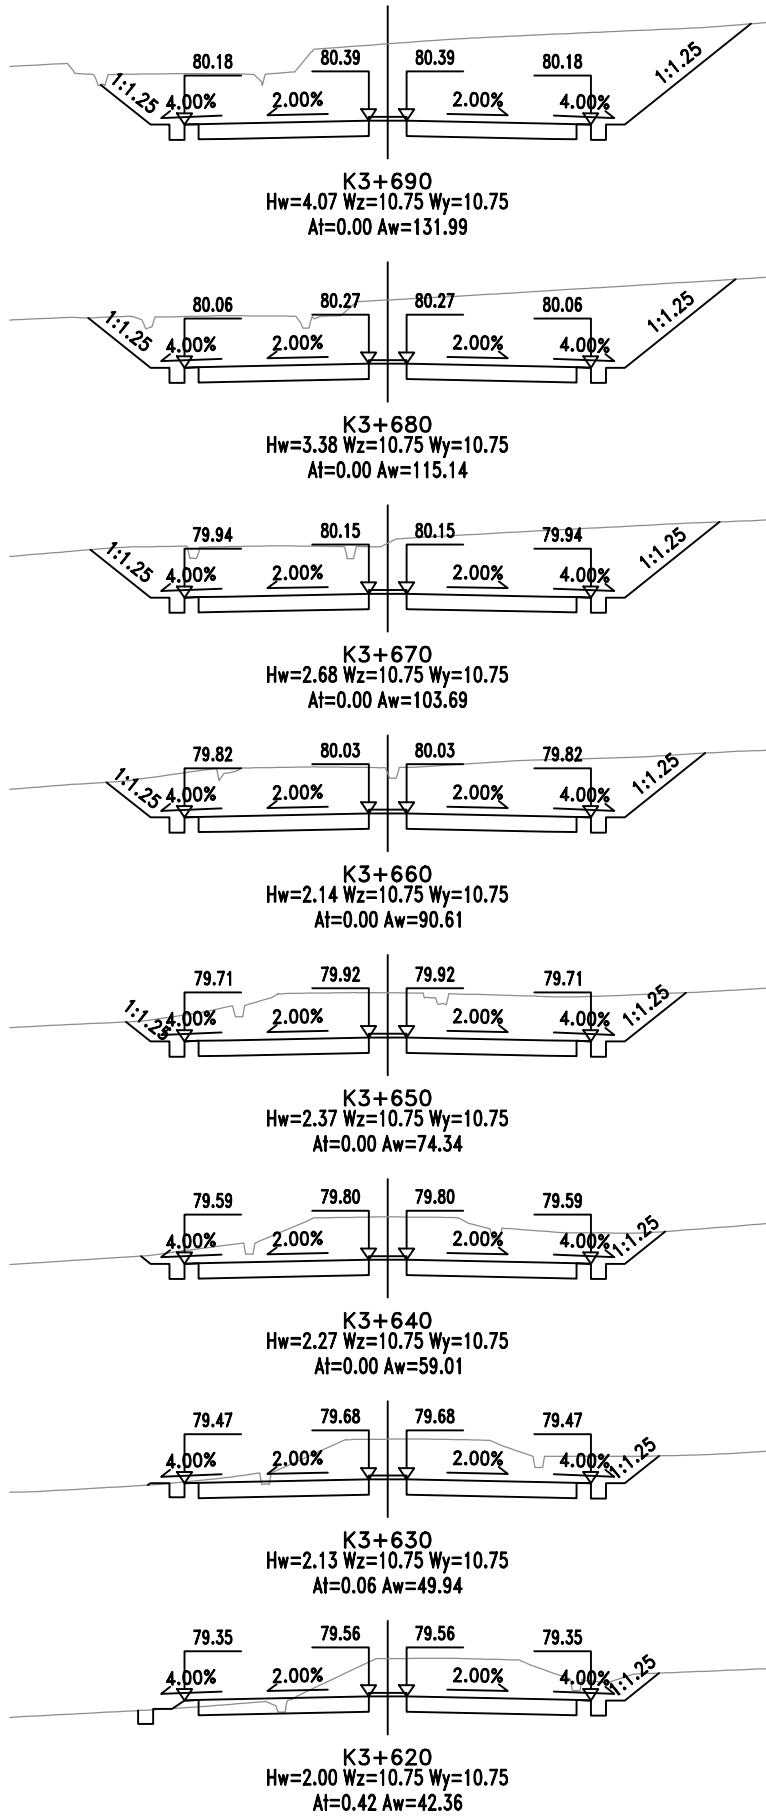 80.18 80.39 80.39 80.18
1:1.25 4.00% 2.00% 2.00% 4.00% 1:1.25
K3+690
Hw=4.07 Wz=10.75 Wy=10.75
At=0.00 Aw=131.99
80.06 80.27 80.27 80.06
1:1.25 4.00% 2.00% 2.00% 4.00% 1:1.25
K3+680
Hw=3.38 Wz=10.75 Wy=10.75
At=0.00 Aw=115.14
79.94 80.15 80.15 79.94
1:1.25 4.00% 2.00% 2.00% 4.00% 1:1.25
K3+670
Hw=2.68 Wz=10.75 Wy=10.75
At=0.00 Aw=103.69
79.82 80.03 80.03 79.82
1:1.25 4.00% 2.00% 2.00% 4.00% 1:1.25
K3+660
Hw=2.14 Wz=10.75 Wy=10.75
At=0.00 Aw=90.61
79.71 79.92 79.92 79.71
1:1.25 4.00% 2.00% 2.00% 4.00% 1:1.25
K3+650
Hw=2.37 Wz=10.75 Wy=10.75
At=0.00 Aw=74.34
79.59 79.80 79.80 79.59
4.00% 2.00% 2.00% 4.00% 1:1.25
K3+640
Hw=2.27 Wz=10.75 Wy=10.75
At=0.00 Aw=59.01
79.47 79.68 79.68 79.47
4.00% 2.00% 2.00% 4.00% 1:1.25
K3+630
Hw=2.13 Wz=10.75 Wy=10.75
At=0.06 Aw=49.94
79.35 79.56 79.56 79.35
4.00% 2.00% 2.00% 4.00% 1:1.25
K3+620
Hw=2.00 Wz=10.75 Wy=10.75
At=0.42 Aw=42.36